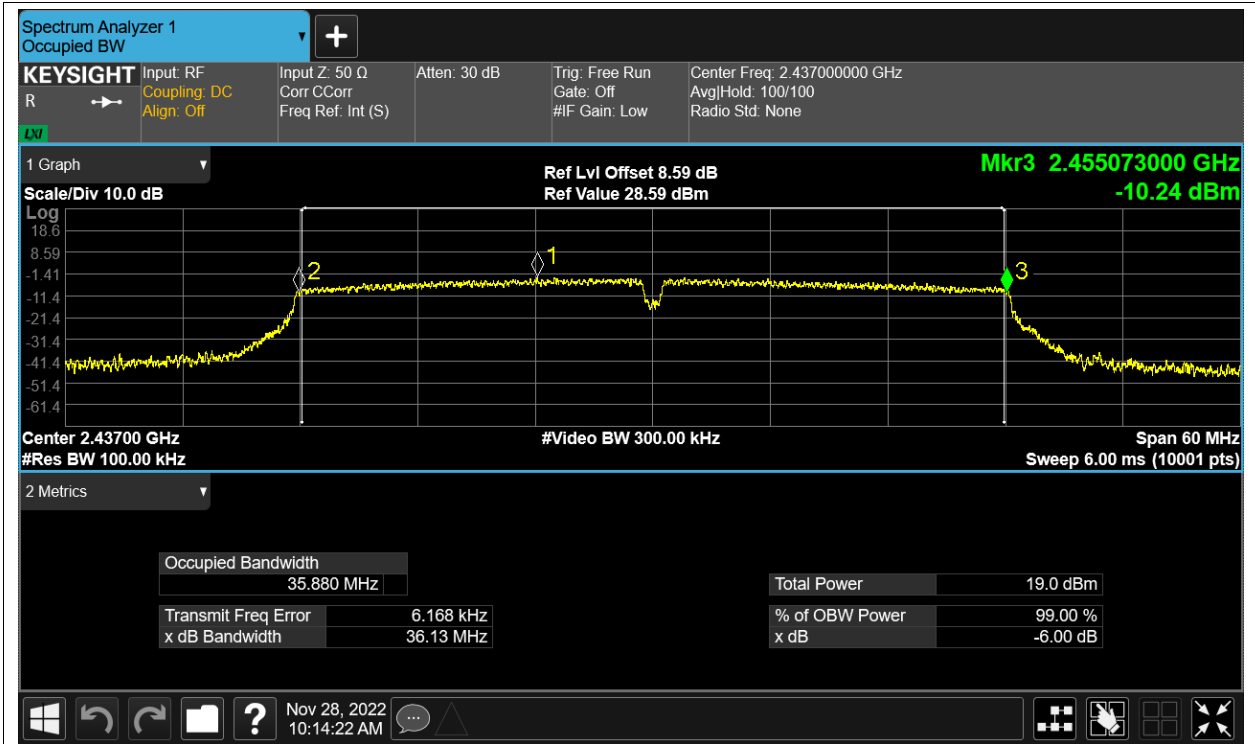 Spectrum Analyzer 1
Occupied BW
+
KEYSIGHT Input: RF Input Z: 50 Ω Atten: 30 dB Trig: Free Run Center Freq: 2.437000000 GHz
R Coupling: DC Corr CCorr Gate: Off Avg|Hold: 100/100
Align: Off Freq Ref: Int (S) #IF Gain: Low Radio Std: None
LXI
1 Graph Ref Lvl Offset 8.59 dB Mkr3 2.455073000 GHz
Scale/Div 10.0 dB Ref Value 28.59 dBm -10.24 dBm
Log
18.6
8.59
1
-1.41
2
3
-11.4
-21.4
-31.4
-41.4
-51.4
-61.4
Center 2.43700 GHz #Video BW 300.00 kHz Span 60 MHz
#Res BW 100.00 kHz Sweep 6.00 ms (10001 pts)
2 Metrics
Occupied Bandwidth
35.880 MHz Total Power 19.0 dBm
Transmit Freq Error 6.168 kHz % of OBW Power 99.00 %
x dB Bandwidth 36.13 MHz x dB -6.00 dB
? Nov 28, 2022
10:14:22 AM